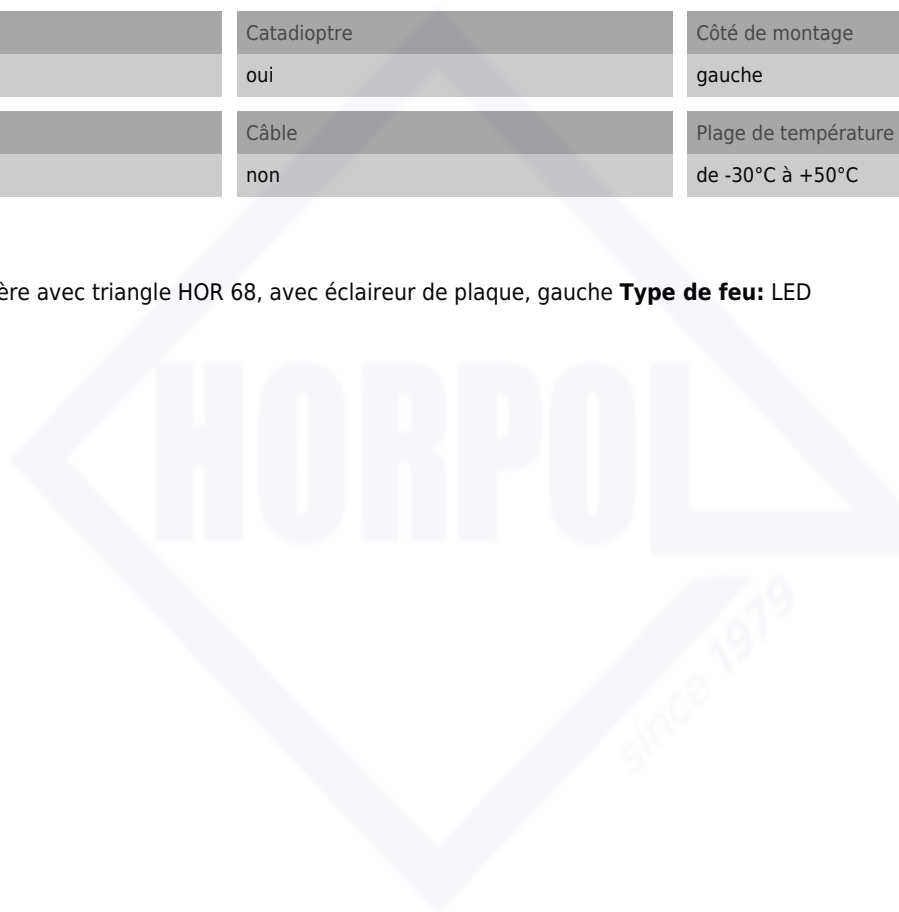 Catadioptre Côté de montage
oui gauche
Câble Plage de température
non de -30°C à +50°C
avec triangle HOR 68, avec éclaireur de plaque, gauche Type de feu: LED
HORPOL
since 1979